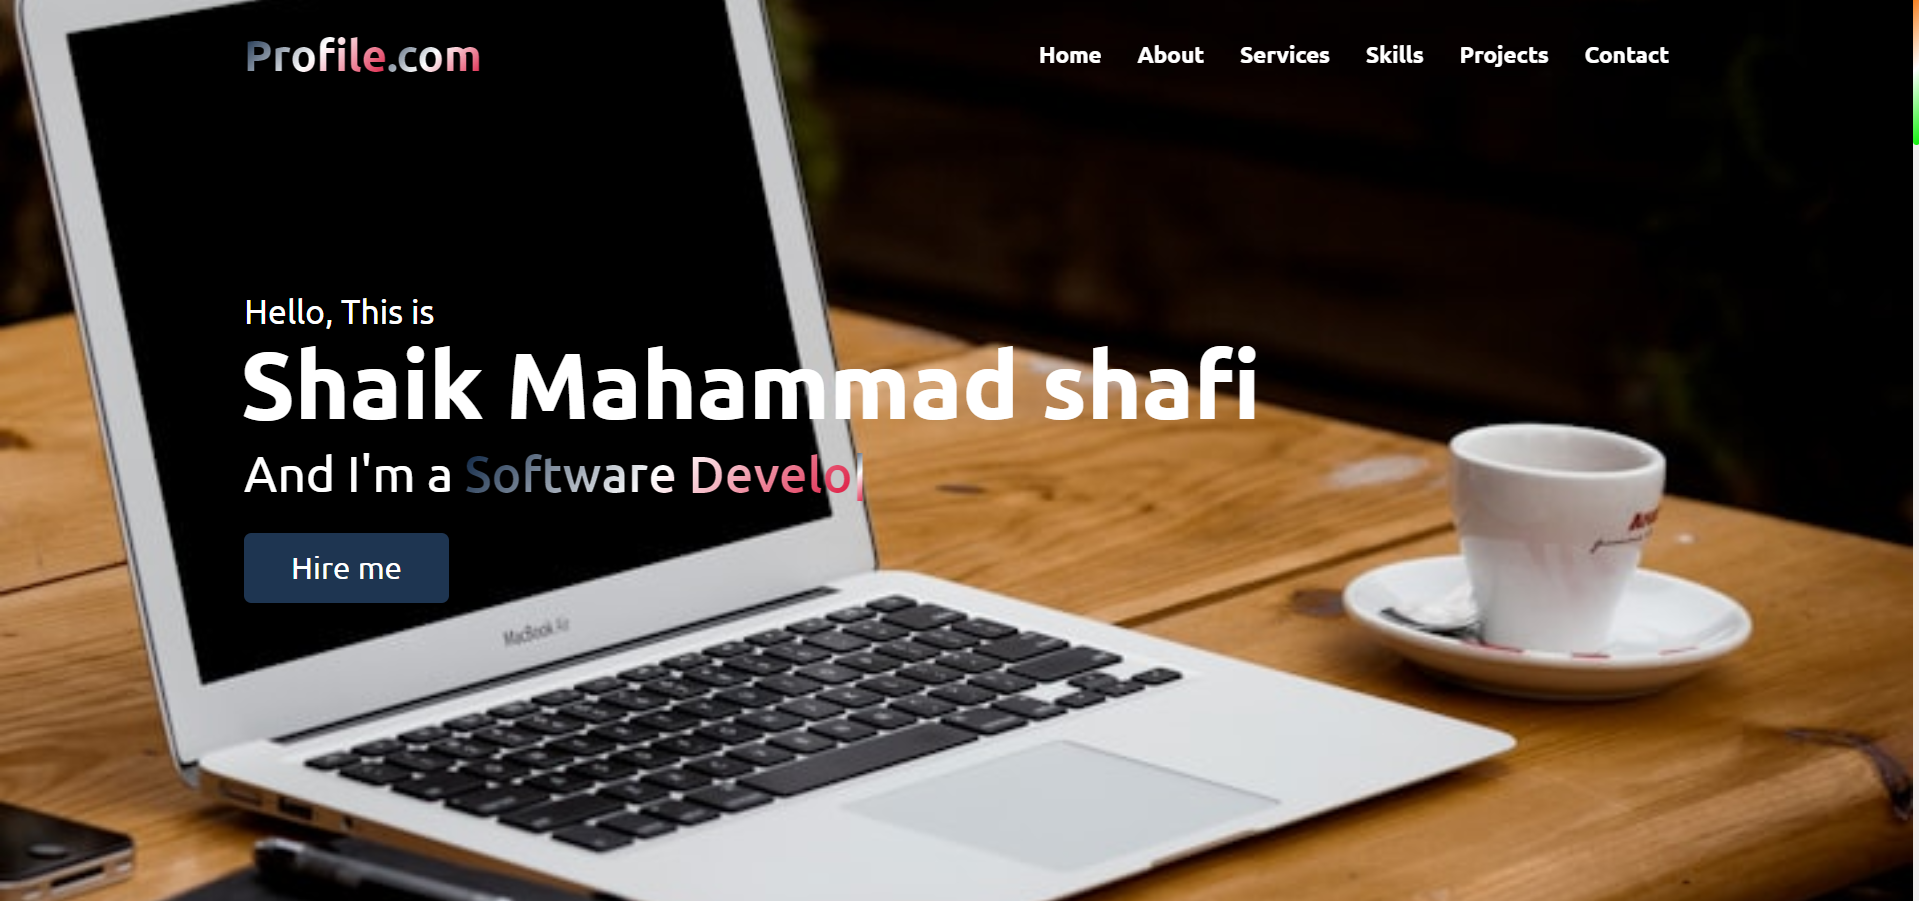 Profile.com
Home About Services Skills Projects Contact
Hello, This is
Shaik Mahammad shafi
And I'm a Software Develo
Hire me
MacBook Air